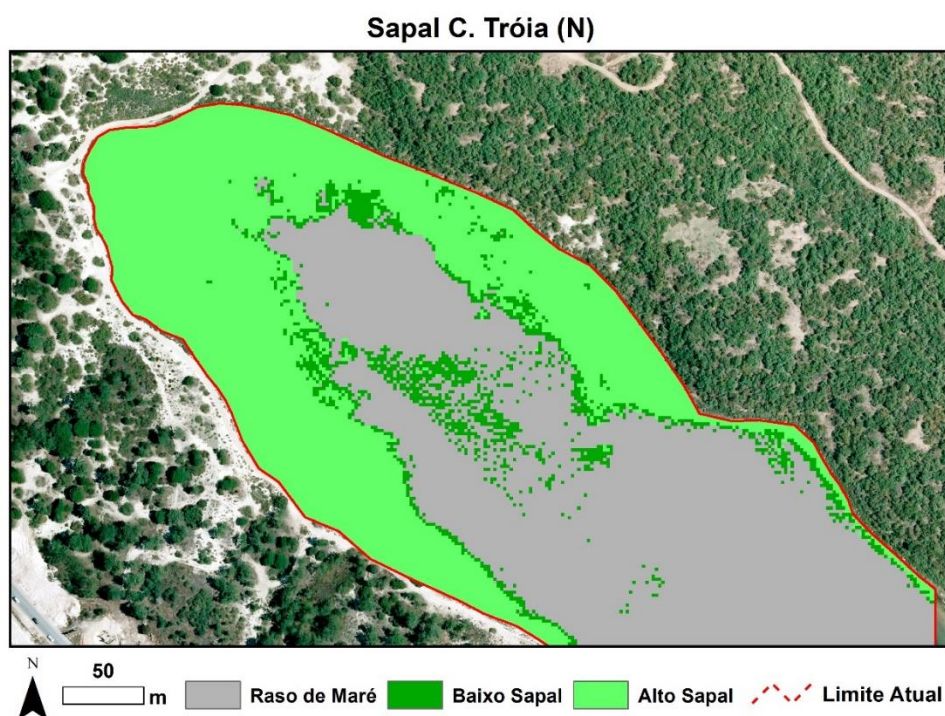 Sapal C. Tróia (N)
N
50
m
Raso de Maré
Baixo Sapal
Alto Sapal
Limite Atual